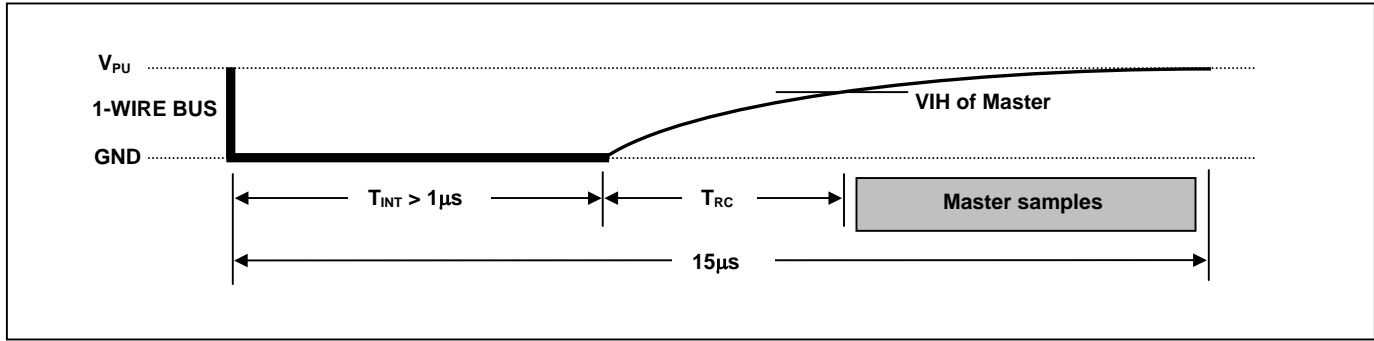 VPU
1-WIRE BUS
VIH of Master
GND
TINT > 1μs
TRC
Master samples
15μs